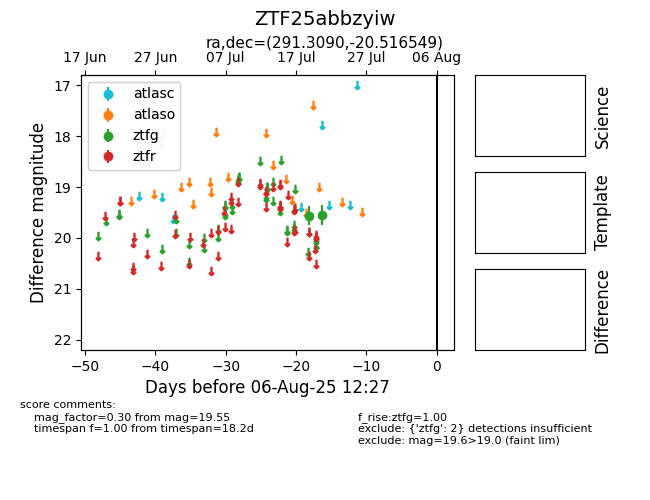 ZTF25abbzyiw
ra,dec=(291.3090,-20.516549)
17 Jun 27 Jun 07 Jul 17 Jul 27 Jul 06 Aug
atlasc
atlaso
ztfg
ztfr
17
18
19
20
21
22
Difference magnitude
−50 −40 −30 −20 −10 0
Days before 06-Aug-25 12:27
Science
Template
Difference
score comments:
mag_factor=0.30 from mag=19.55
timespan f=1.00 from timespan=18.2d
f_rise:ztfg=1.00
exclude: {'ztfg': 2} detections insufficient
exclude: mag=19.6>19.0 (faint lim)